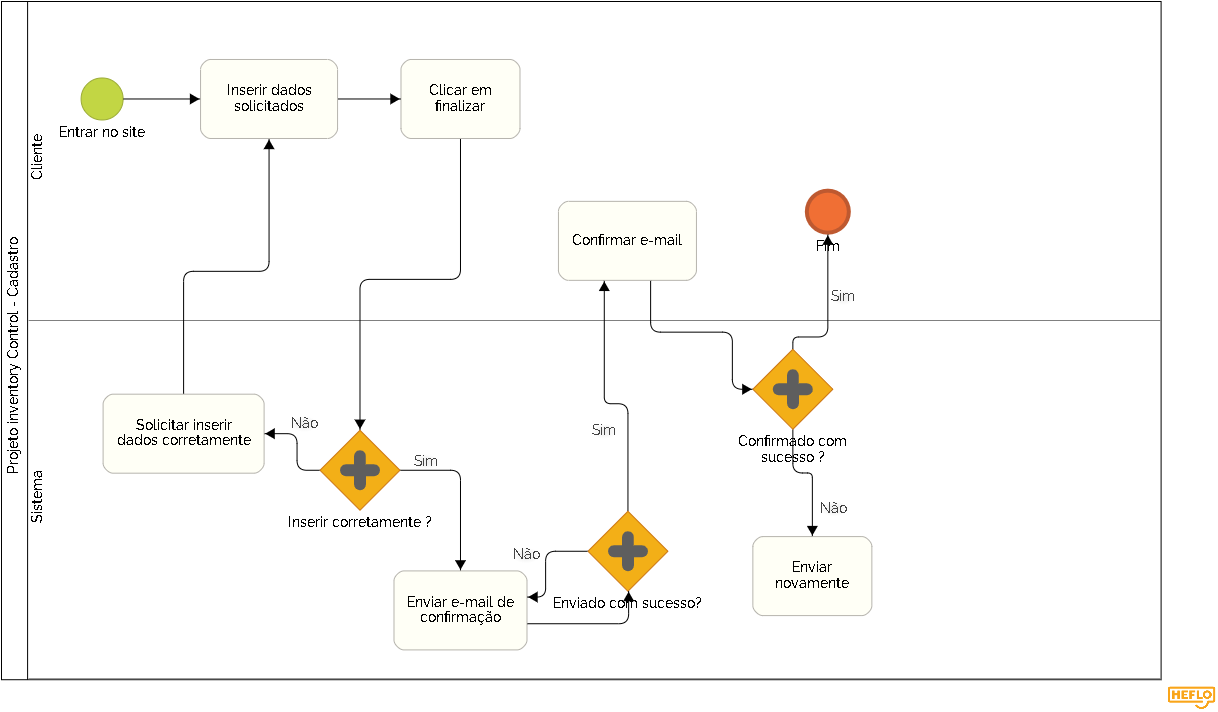 Projeto inventory Control - Cadastro
Cliente
Entrar no site
Inserir dados
solicitados
Clicar em
finalizar
Confirmar e-mail
Fim
Sim
Sistema
Solicitar inserir
dados corretamente
Não
Sim
Inserir corretamente ?
Enviar e-mail de
confirmação
Não
Sim
Enviado com sucesso?
Confirmado com
sucesso ?
Não
Enviar
novamente
HEFLO